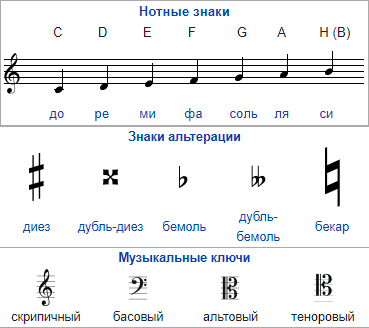 Нотные знаки
C D E F G A H (B)
до ре ми фа соль ля си
Знаки альтерации
диез дубль-диез бемоль дубль-бемоль бекар
Музыкальные ключи
скрипичный басовый альтовый теноровый